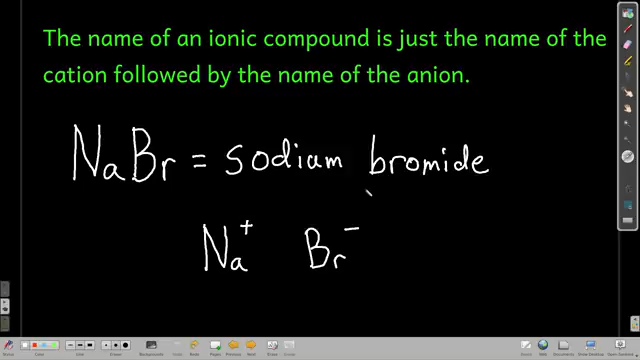 The name of an ionic compound is just the name of the
cation followed by the name of the anion.
NaBr = sodium bromide
Na+ Br−